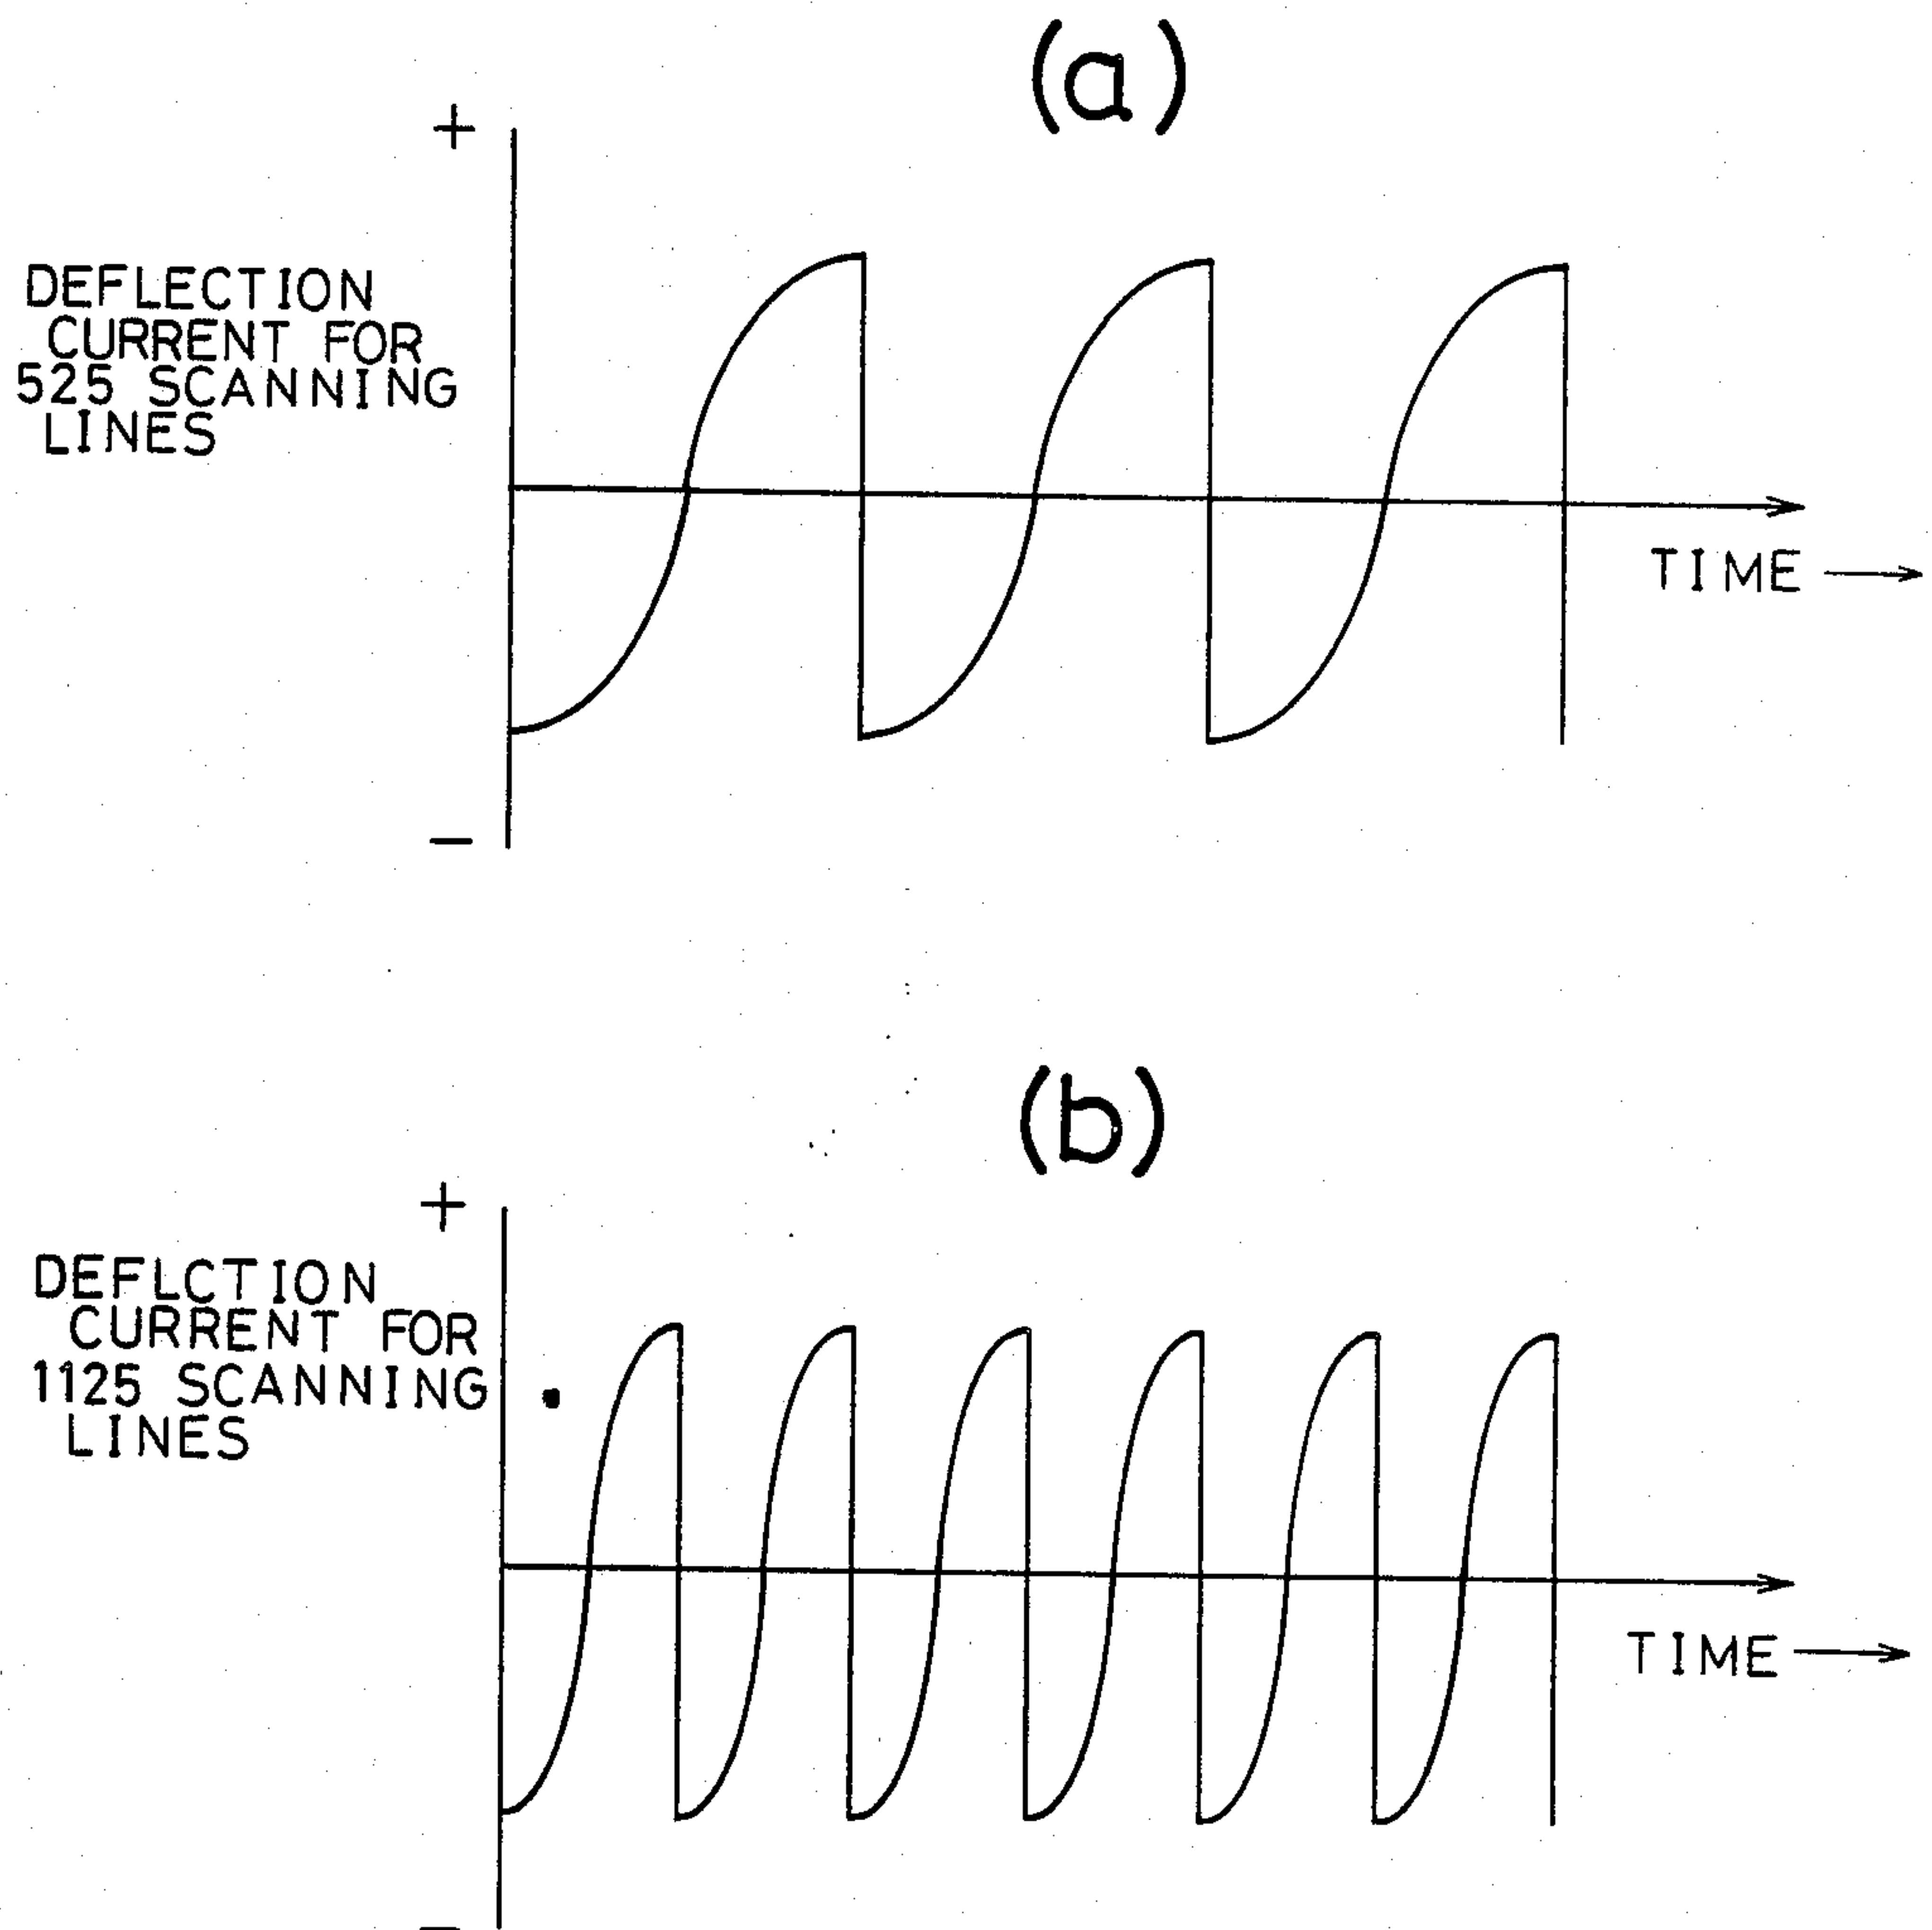 (a)
+
DEFLECTION
CURRENT FOR
525 SCANNING
LINES
TIME
−
(b)
+
DEFLCTION
CURRENT FOR
1125 SCANNING
LINES
TIME
−